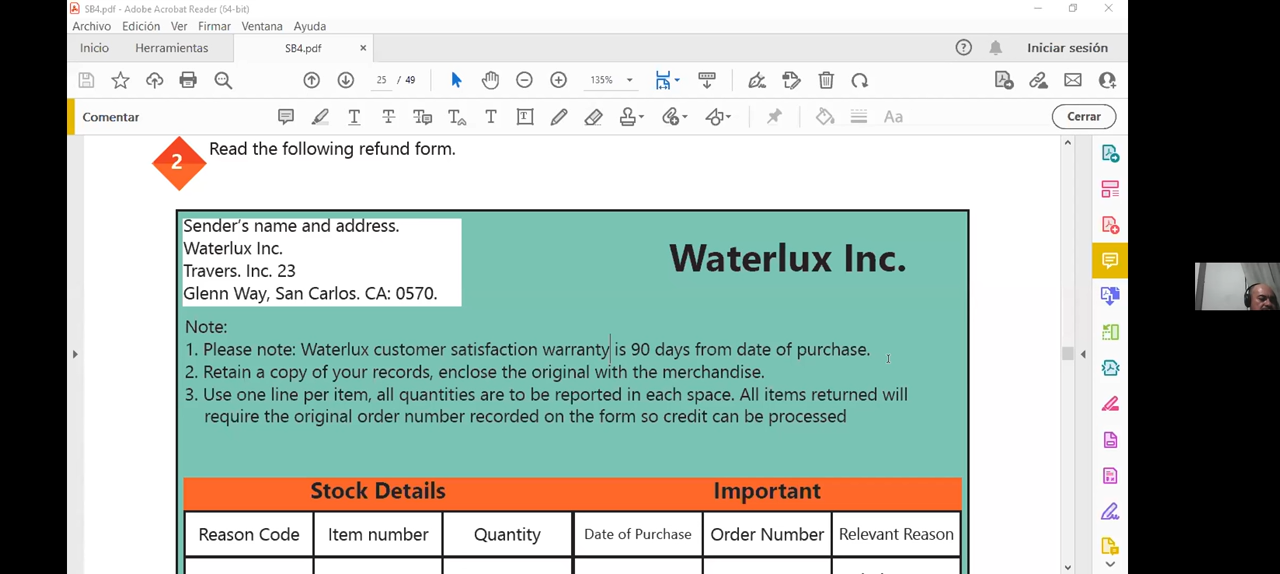 SB4.pdf - Adobe Acrobat Reader (64-bit)
Archivo Edición Ver Firmar Ventana Ayuda
Inicio Herramientas SB4.pdf × Iniciar sesión
25 / 49 135%
Comentar Cerrar
2 Read the following refund form.
Sender's name and address.
Waterlux Inc.
Travers. Inc. 23
Glenn Way, San Carlos. CA: 0570.
Waterlux Inc.
Note:
1. Please note: Waterlux customer satisfaction warranty is 90 days from date of purchase.
2. Retain a copy of your records, enclose the original with the merchandise.
3. Use one line per item, all quantities are to be reported in each space. All items returned will
require the original order number recorded on the form so credit can be processed
Stock Details Important
Reason Code Item number Quantity Date of Purchase Order Number Relevant Reason